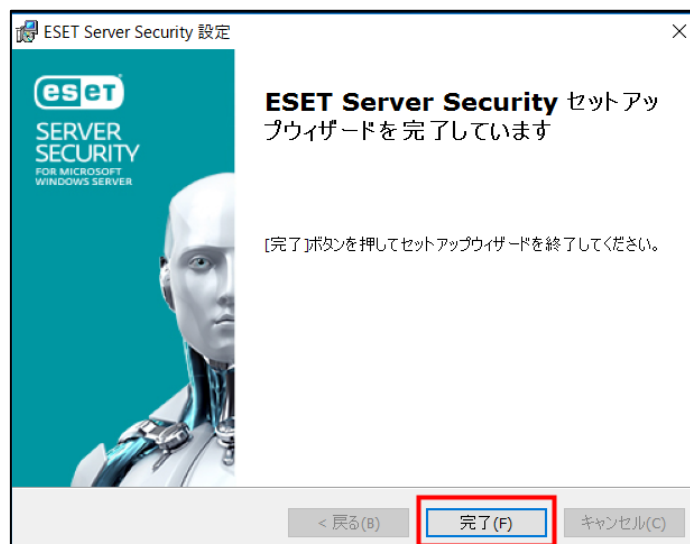 ESET Server Security 設定
eset
SERVER
SECURITY
FOR MICROSOFT
WINDOWS SERVER
ESET Server Security セットアッ
プウィザードを完了しています
[完了]ボタンを押してセットアップウィザードを終了してください。
< 戻る(B)
完了(F)
キャンセル(C)